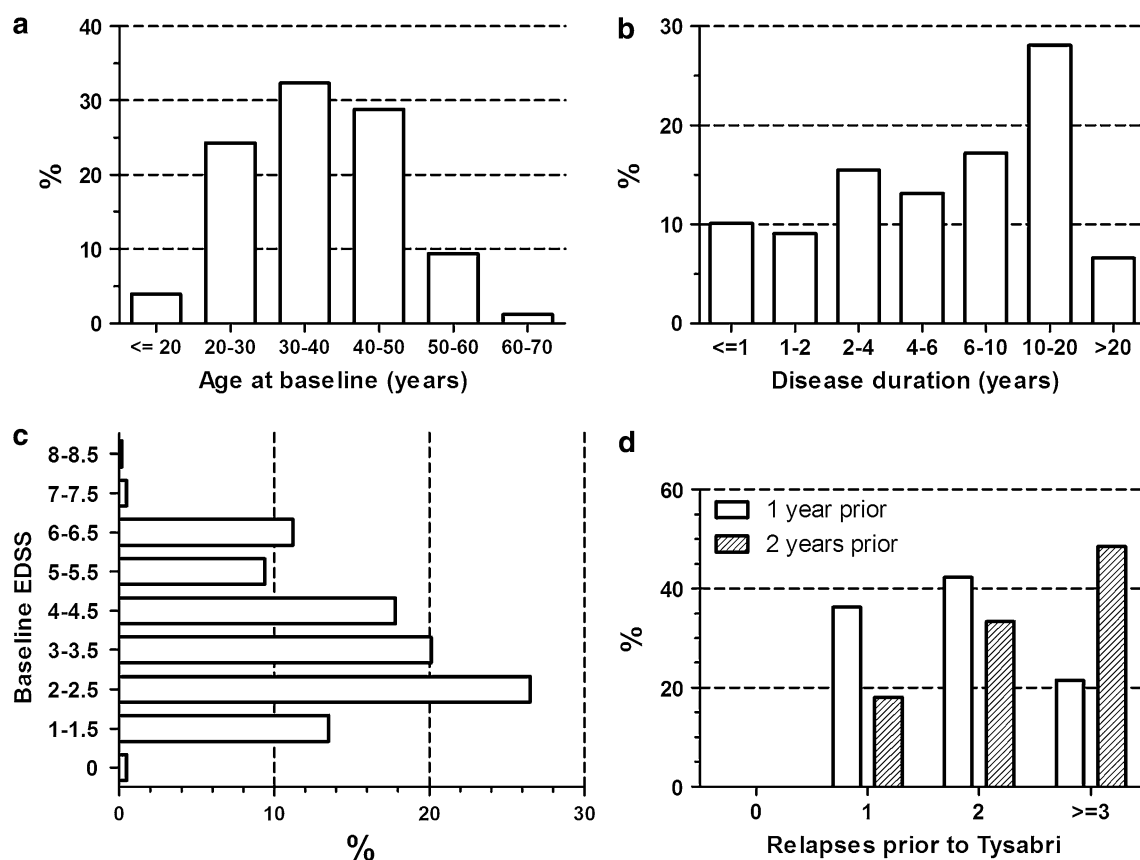 a
40
30
20
10
0
%
<= 20 20-30 30-40 40-50 50-60 60-70
Age at baseline (years)
b
30
20
10
0
%
<=1 1-2 2-4 4-6 6-10 10-20 >20
Disease duration (years)
c
Baseline EDSS
8-8.5
7-7.5
6-6.5
5-5.5
4-4.5
3-3.5
2-2.5
1-1.5
0
0 10 20 30
%
d
60
40
20
0
%
1 year prior
2 years prior
0 1 2 >=3
Relapses prior to Tysabri